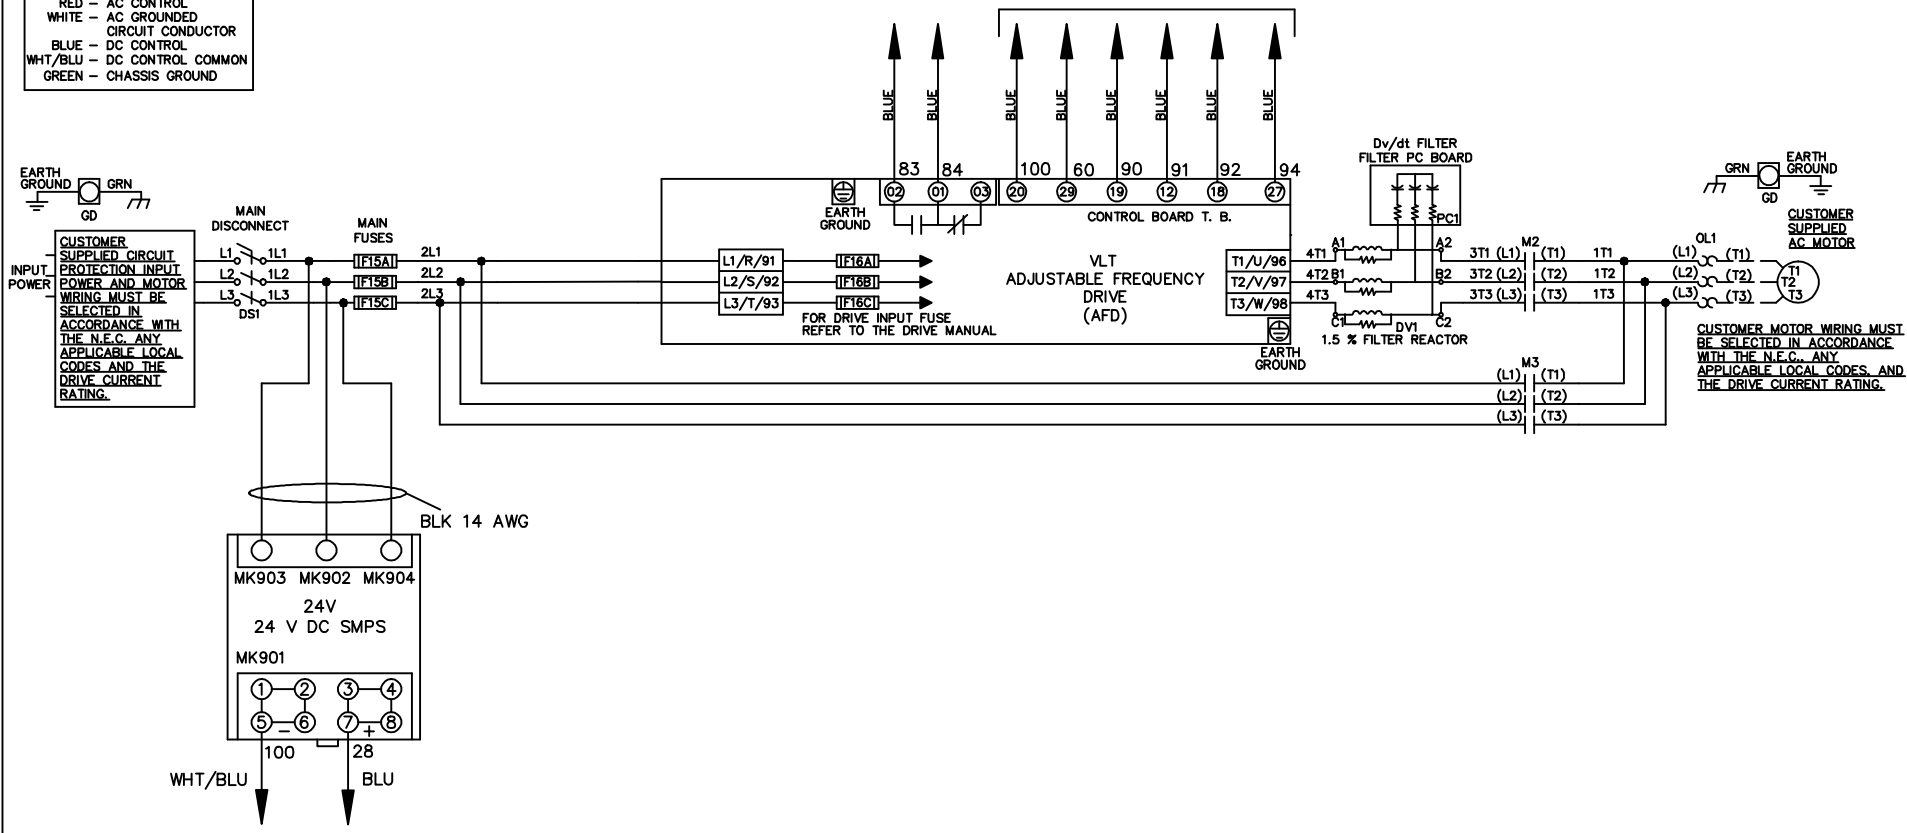 RED – AC CONTROL
WHITE – AC GROUNDED
CIRCUIT CONDUCTOR
BLUE – DC CONTROL
WHT/BLU – DC CONTROL COMMON
GREEN – CHASSIS GROUND
BLUE BLUE BLUE BLUE BLUE BLUE BLUE BLUE
83 84 100 60 90 91 92 94
02 01 03 20 29 19 12 18 27
EARTH
GROUND
CONTROL BOARD T. B.
EARTH
GROUND
GRN
GD
MAIN
DISCONNECT
MAIN
FUSES
INPUT
POWER
CUSTOMER
SUPPLIED CIRCUIT
PROTECTION INPUT
POWER AND MOTOR
WIRING MUST BE
SELECTED IN
ACCORDANCE WITH
THE N.E.C. ANY
APPLICABLE LOCAL
CODES AND THE
DRIVE CURRENT
RATING.
L1 1L1 F15A 2L1
L2 1L2 F15B 2L2
L3 1L3 F15C 2L3
DS1
L1/R/91 F16A
L2/S/92 F16B
L3/T/93 F16C
FOR DRIVE INPUT FUSE
REFER TO THE DRIVE MANUAL
VLT
ADJUSTABLE FREQUENCY
DRIVE
(AFD)
T1/U/96 4T1
T2/V/97 4T2
T3/W/98 4T3
EARTH
GROUND
Dv/dt FILTER
FILTER PC BOARD
PC1
A1 A2
B1 B2
C1 C2
DV1
1.5 % FILTER REACTOR
M2
3T1 (L1) (T1) 1T1
3T2 (L2) (T2) 1T2
3T3 (L3) (T3) 1T3
M3
(L1) (T1)
(L2) (T2)
(L3) (T3)
OL1
(L1) (T1)
(L2) (T2)
(L3) (T3)
T1
T2
T3
GRN
EARTH
GROUND
GD
CUSTOMER
SUPPLIED
AC MOTOR
CUSTOMER MOTOR WIRING MUST
BE SELECTED IN ACCORDANCE
WITH THE N.E.C., ANY
APPLICABLE LOCAL CODES, AND
THE DRIVE CURRENT RATING.
BLK 14 AWG
MK903 MK902 MK904
24V
24 V DC SMPS
MK901
1 2 3 4
5 6 7 8
– +
100 28
WHT/BLU BLU